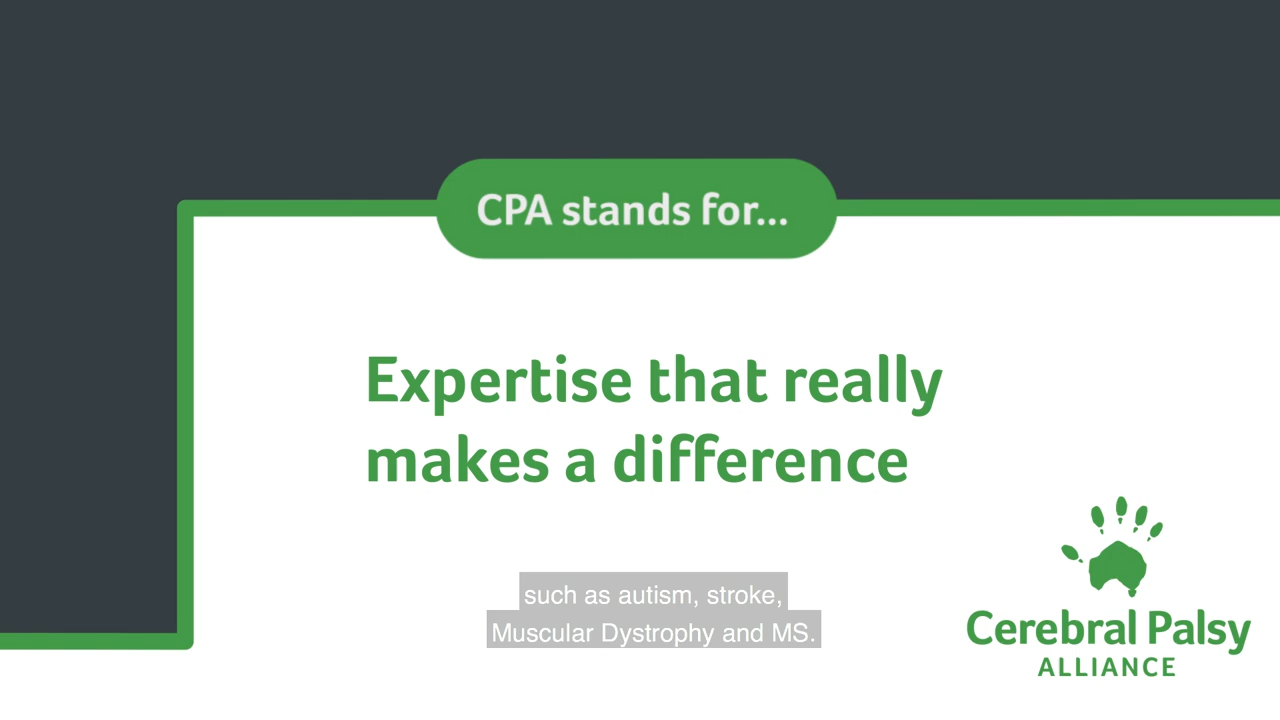 CPA stands for...
Expertise that really
makes a difference
such as autism, stroke,
Muscular Dystrophy and MS.
Cerebral Palsy
ALLIANCE